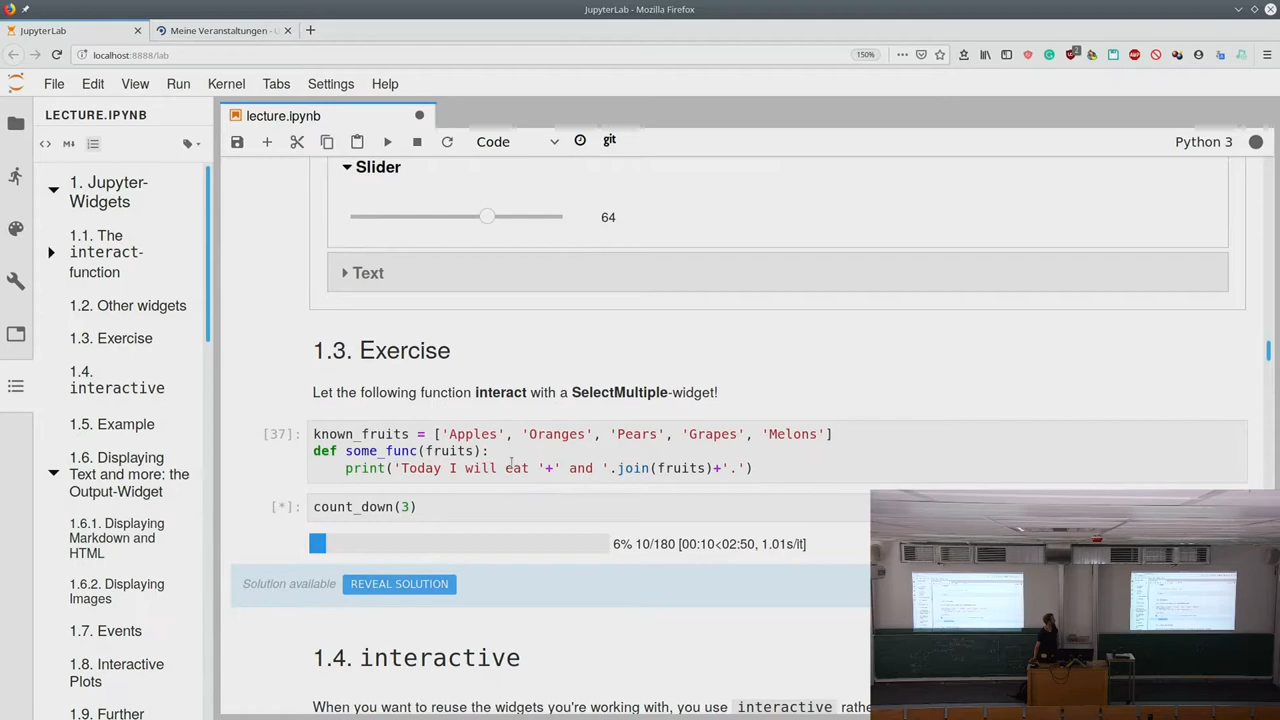 JupyterLab - Mozilla Firefox
JupyterLab
Meine Veranstaltungen - U
localhost:8888/lab
150%
2
File Edit View Run Kernel Tabs Settings Help
LECTURE.IPYNB
lecture.ipynb
Code
git
Python 3
1. Jupyter-
Widgets
1.1. The
interact-
function
1.2. Other widgets
1.3. Exercise
1.4.
interactive
1.5. Example
1.6. Displaying
Text and more: the
Output-Widget
1.6.1. Displaying
Markdown and
HTML
1.6.2. Displaying
Images
1.7. Events
1.8. Interactive
Plots
1.9. Further
Slider
64
Text
1.3. Exercise
Let the following function interact with a SelectMultiple-widget!
[37]: known_fruits = ['Apples', 'Oranges', 'Pears', 'Grapes', 'Melons']
def some_func(fruits):
print('Today I will eat '+' and '.join(fruits)+'.')
[*]: count_down(3)
6% 10/180 [00:10<02:50, 1.01s/it]
Solution available REVEAL SOLUTION
1.4. interactive
When you want to reuse the widgets you're working with, you use interactive rathe